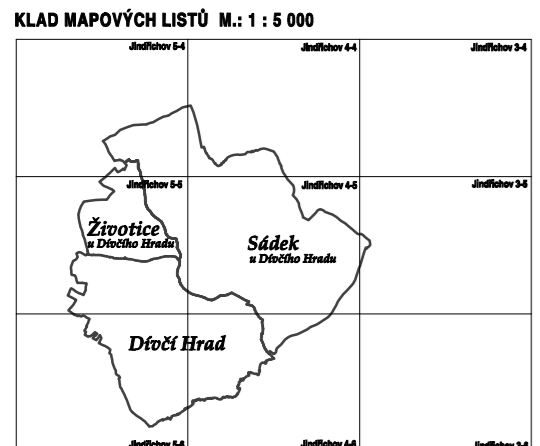 KLAD MAPOVÝCH LISTŮ M.: 1 : 5 000
Jindřichov 5-4
Jindřichov 4-4
Jindřichov 3-4
Jindřichov 5-5
Jindřichov 4-5
Jindřichov 3-5
Životice
u Dívčího Hradu
Sádek
u Dívčího Hradu
Dívčí Hrad
Jindřichov 5-6
Jindřichov 4-6
Jindřichov 3-6